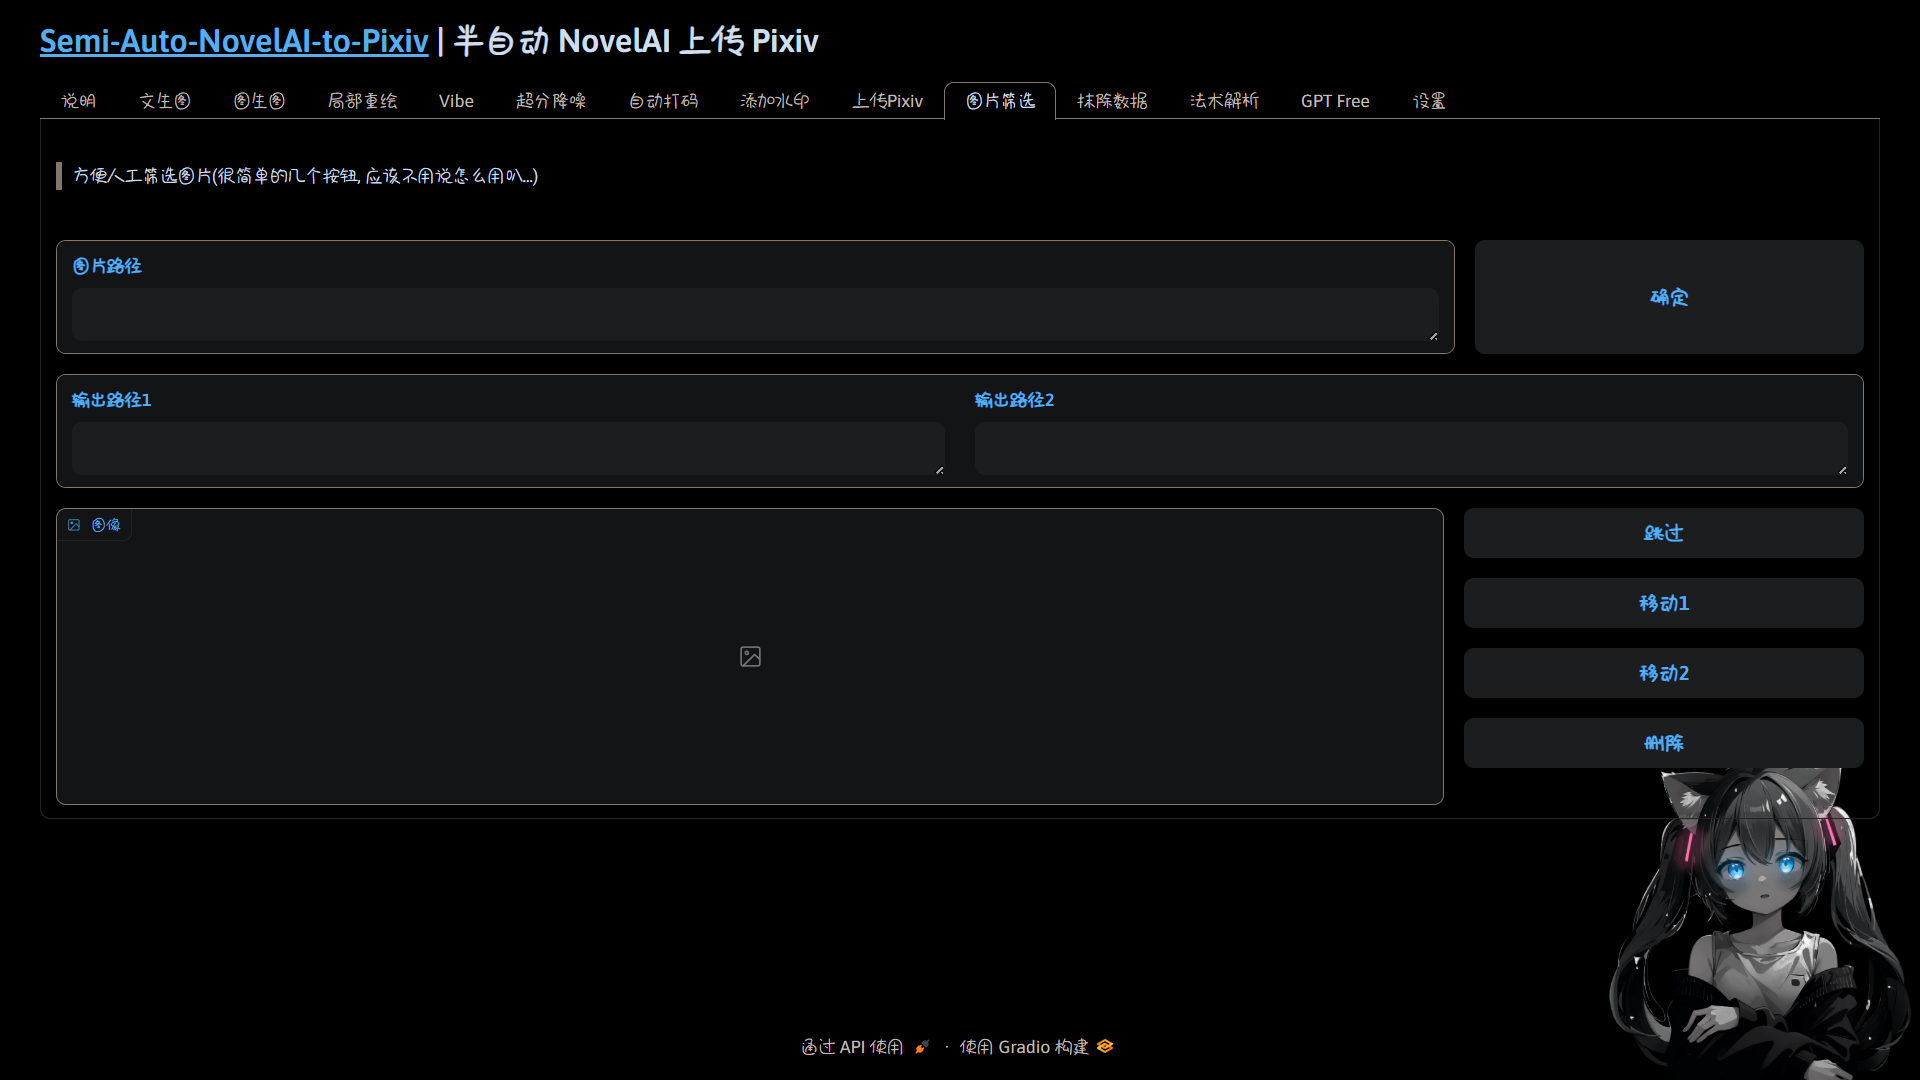 Semi-Auto-NovelAI-to-Pixiv | 半自动 NovelAI 上传 Pixiv
说明 文生图 图生图 局部重绘 Vibe 超分降噪 自动打码 添加水印 上传Pixiv 图片筛选 抹除数据 法术解析 GPT Free 设置
方便人工筛选图片(很简单的几个按钮, 应该不用说怎么用叭...)
图片路径
确定
输出路径1 输出路径2
图像
跳过
移动1
移动2
删除
通过 API 使用 · 使用 Gradio 构建